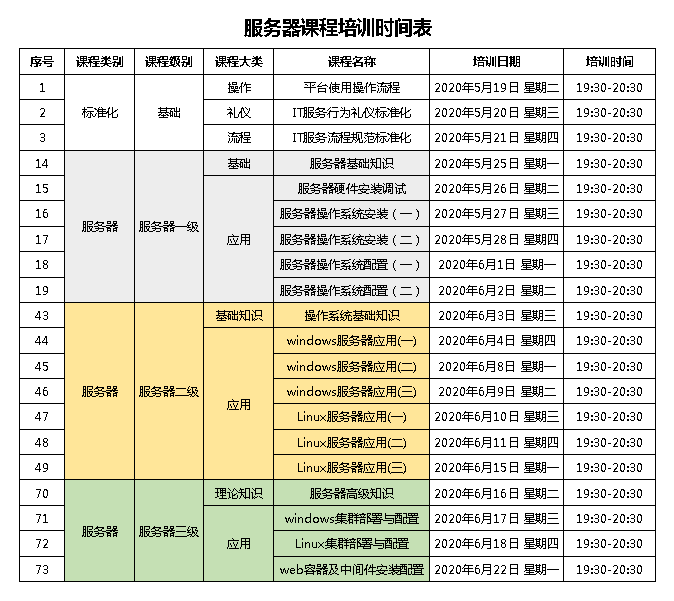 服务器课程培训时间表
序号 课程类别 课程级别 课程大类 课程名称 培训日期 培训时间
1 标准化 基础 操作 平台使用操作流程 2020年5月19日 星期二 19:30-20:30
2 礼仪 IT服务行为礼仪标准化 2020年5月20日 星期三 19:30-20:30
3 流程 IT服务流程规范标准化 2020年5月21日 星期四 19:30-20:30
14 服务器 服务器一级 基础 服务器基础知识 2020年5月25日 星期一 19:30-20:30
15 应用 服务器硬件安装调试 2020年5月26日 星期二 19:30-20:30
16 服务器操作系统安装（一） 2020年5月27日 星期三 19:30-20:30
17 服务器操作系统安装（二） 2020年5月28日 星期四 19:30-20:30
18 服务器操作系统配置（一） 2020年6月1日 星期一 19:30-20:30
19 服务器操作系统配置（二） 2020年6月2日 星期二 19:30-20:30
43 服务器 服务器二级 基础知识 操作系统基础知识 2020年6月3日 星期三 19:30-20:30
44 应用 windows服务器应用(一) 2020年6月4日 星期四 19:30-20:30
45 windows服务器应用(二) 2020年6月8日 星期一 19:30-20:30
46 windows服务器应用(三) 2020年6月9日 星期二 19:30-20:30
47 Linux服务器应用(一) 2020年6月10日 星期三 19:30-20:30
48 Linux服务器应用(二) 2020年6月11日 星期四 19:30-20:30
49 Linux服务器应用(三) 2020年6月15日 星期一 19:30-20:30
70 服务器 服务器三级 理论知识 服务器高级知识 2020年6月16日 星期二 19:30-20:30
71 应用 windows集群部署与配置 2020年6月17日 星期三 19:30-20:30
72 Linux集群部署与配置 2020年6月18日 星期四 19:30-20:30
73 web容器及中间件安装配置 2020年6月22日 星期一 19:30-20:30